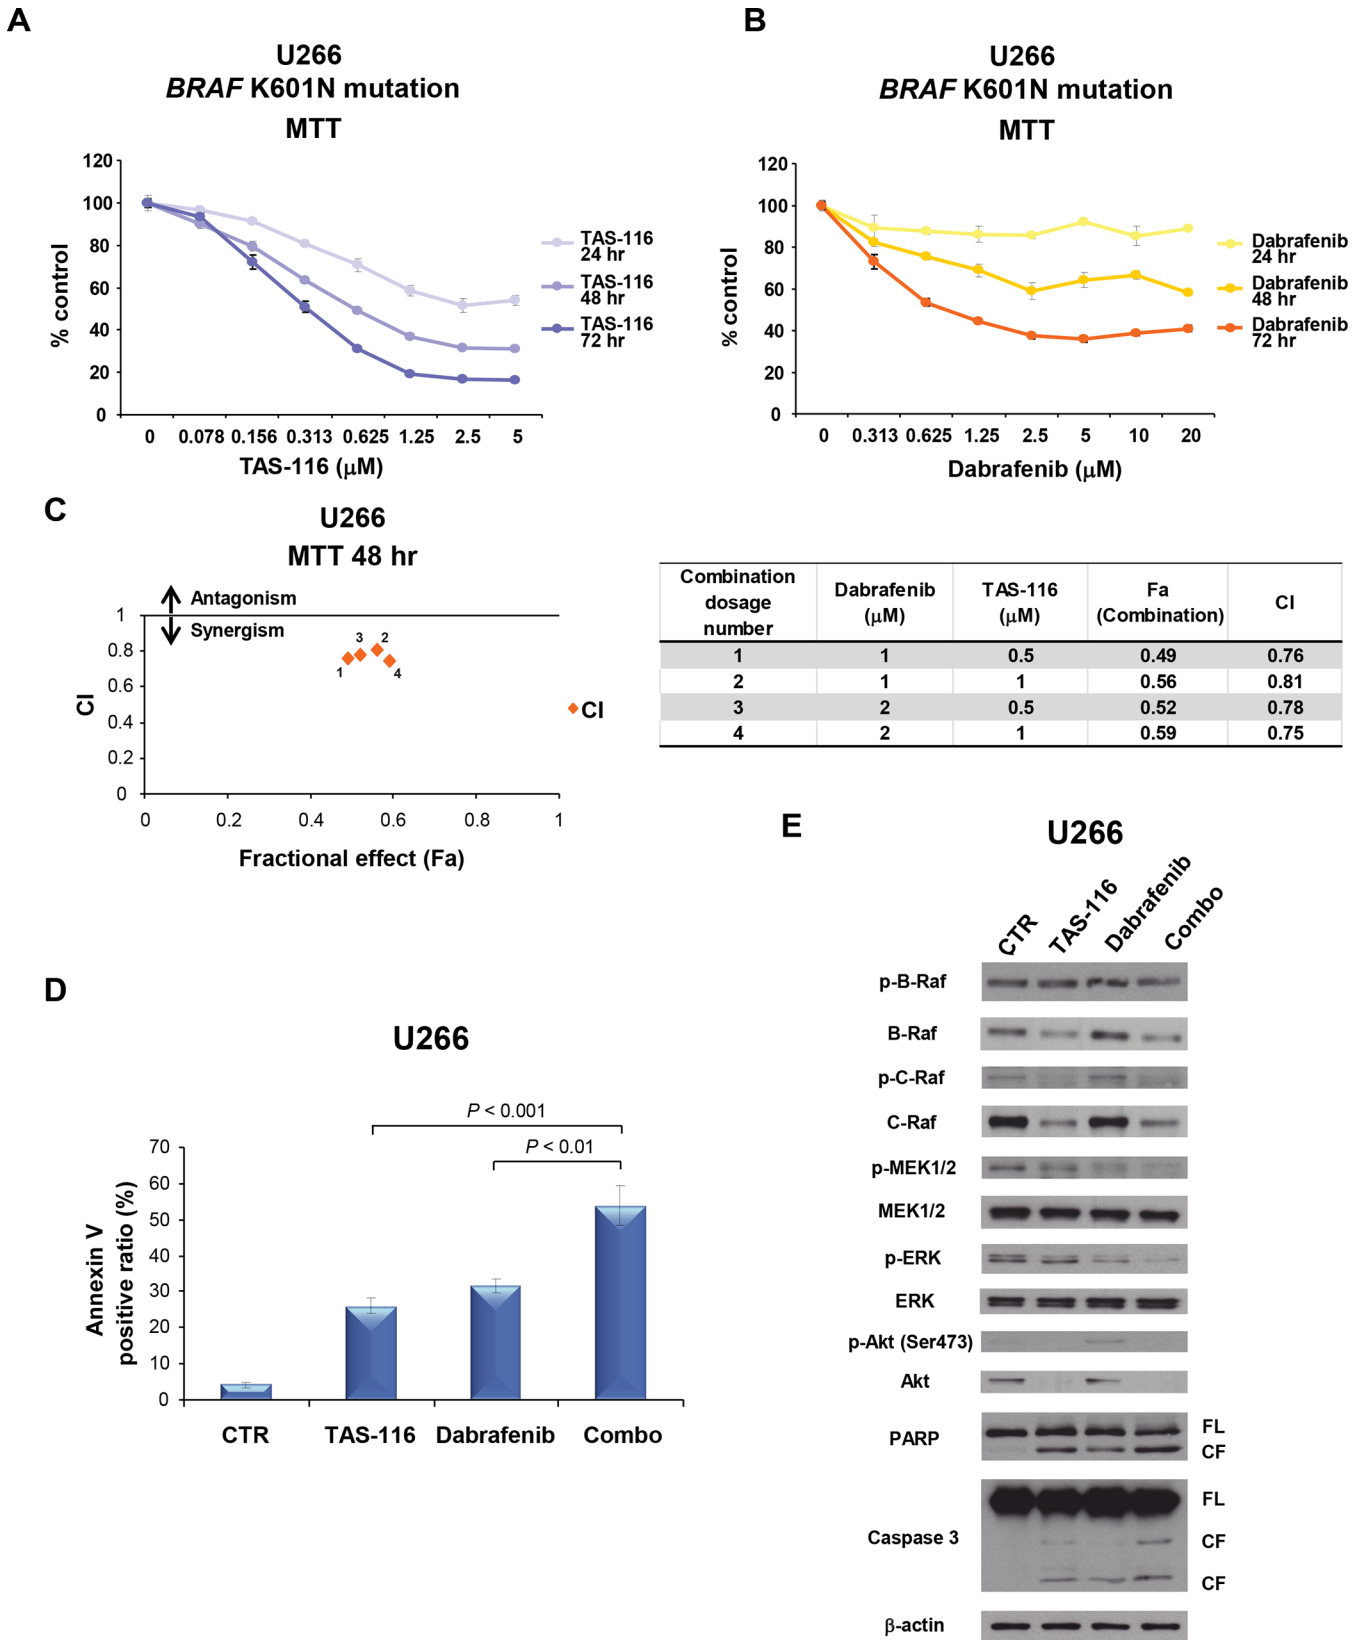 A
U266
BRAF K601N mutation
MTT
120
100
80
60
40
20
0
% control
0 0.078 0.156 0.313 0.625 1.25 2.5 5
TAS-116 (μM)
TAS-116
24 hr
TAS-116
48 hr
TAS-116
72 hr
B
U266
BRAF K601N mutation
MTT
120
100
80
60
40
20
0
% control
0 0.313 0.625 1.25 2.5 5 10 20
Dabrafenib (μM)
Dabrafenib
24 hr
Dabrafenib
48 hr
Dabrafenib
72 hr
C
U266
MTT 48 hr
Antagonism
Synergism
1
0.8
0.6
0.4
0.2
0
CI
1
3
2
4
0 0.2 0.4 0.6 0.8 1
Fractional effect (Fa)
CI
Combination dosage number Dabrafenib (μM) TAS-116 (μM) Fa (Combination) CI
1 1 0.5 0.49 0.76
2 1 1 0.56 0.81
3 2 0.5 0.52 0.78
4 2 1 0.59 0.75
D
U266
P < 0.001
P < 0.01
70
60
50
40
30
20
10
0
Annexin V
positive ratio (%)
CTR TAS-116 Dabrafenib Combo
E
U266
CTR TAS-116 Dabrafenib Combo
p-B-Raf
B-Raf
p-C-Raf
C-Raf
p-MEK1/2
MEK1/2
p-ERK
ERK
p-Akt (Ser473)
Akt
PARP
FL
CF
Caspase 3
FL
CF
CF
β-actin